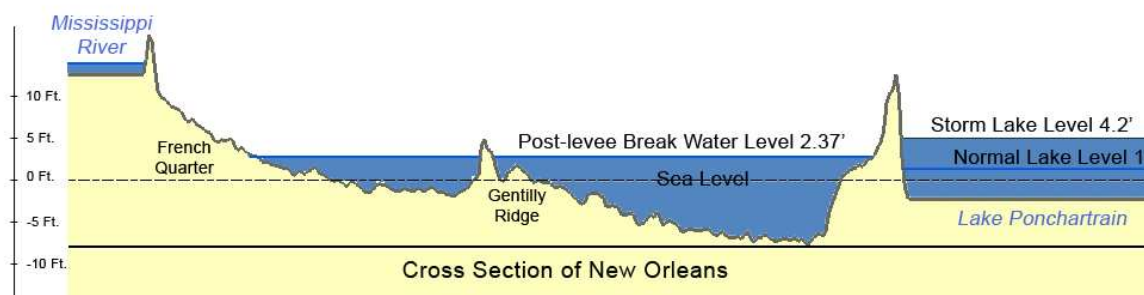 Mississippi
River
10 Ft.
5 Ft.
0 Ft.
-5 Ft.
-10 Ft.
French
Quarter
Post-levee Break Water Level 2.37'
Sea Level
Gentilly
Ridge
Storm Lake Level 4.2'
Normal Lake Level 1
Lake Ponchartrain
Cross Section of New Orleans